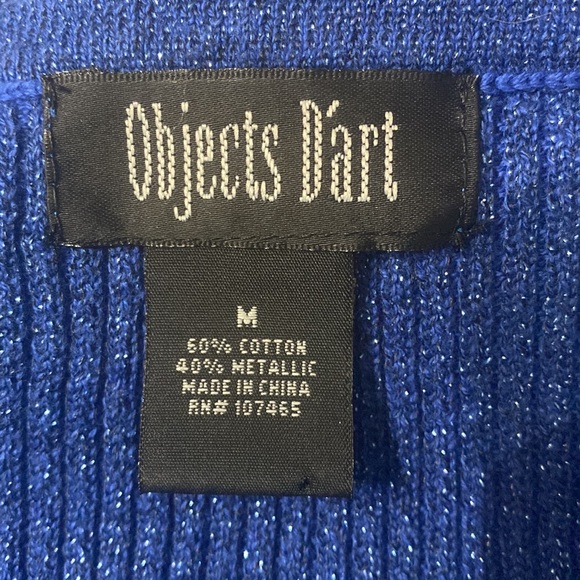 Objects D'art
M
60% COTTON
40% METALLIC
MADE IN CHINA
RN# 107465